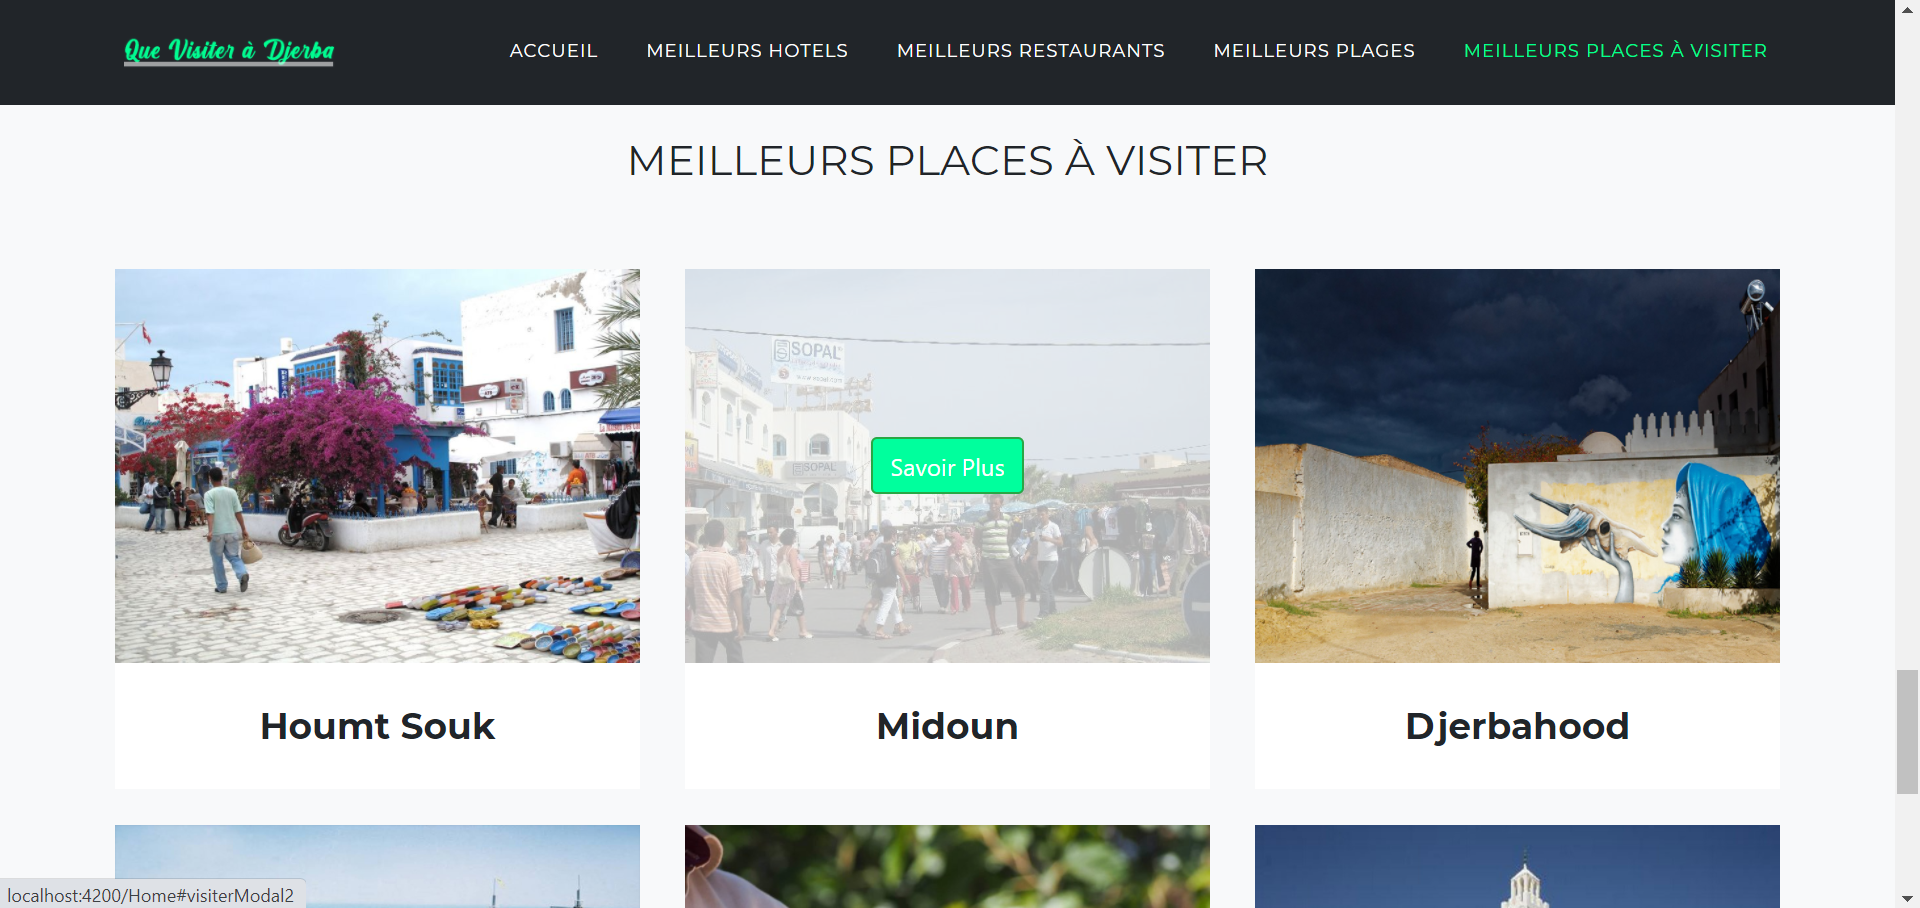 Que Visiter à Djerba
ACCUEIL
MEILLEURS HOTELS
MEILLEURS RESTAURANTS
MEILLEURS PLAGES
MEILLEURS PLACES À VISITER
MEILLEURS PLACES À VISITER
SOPAL
SOPAL
Savoir Plus
Houmt Souk
Midoun
Djerbahood
localhost:4200/Home#visiterModal2